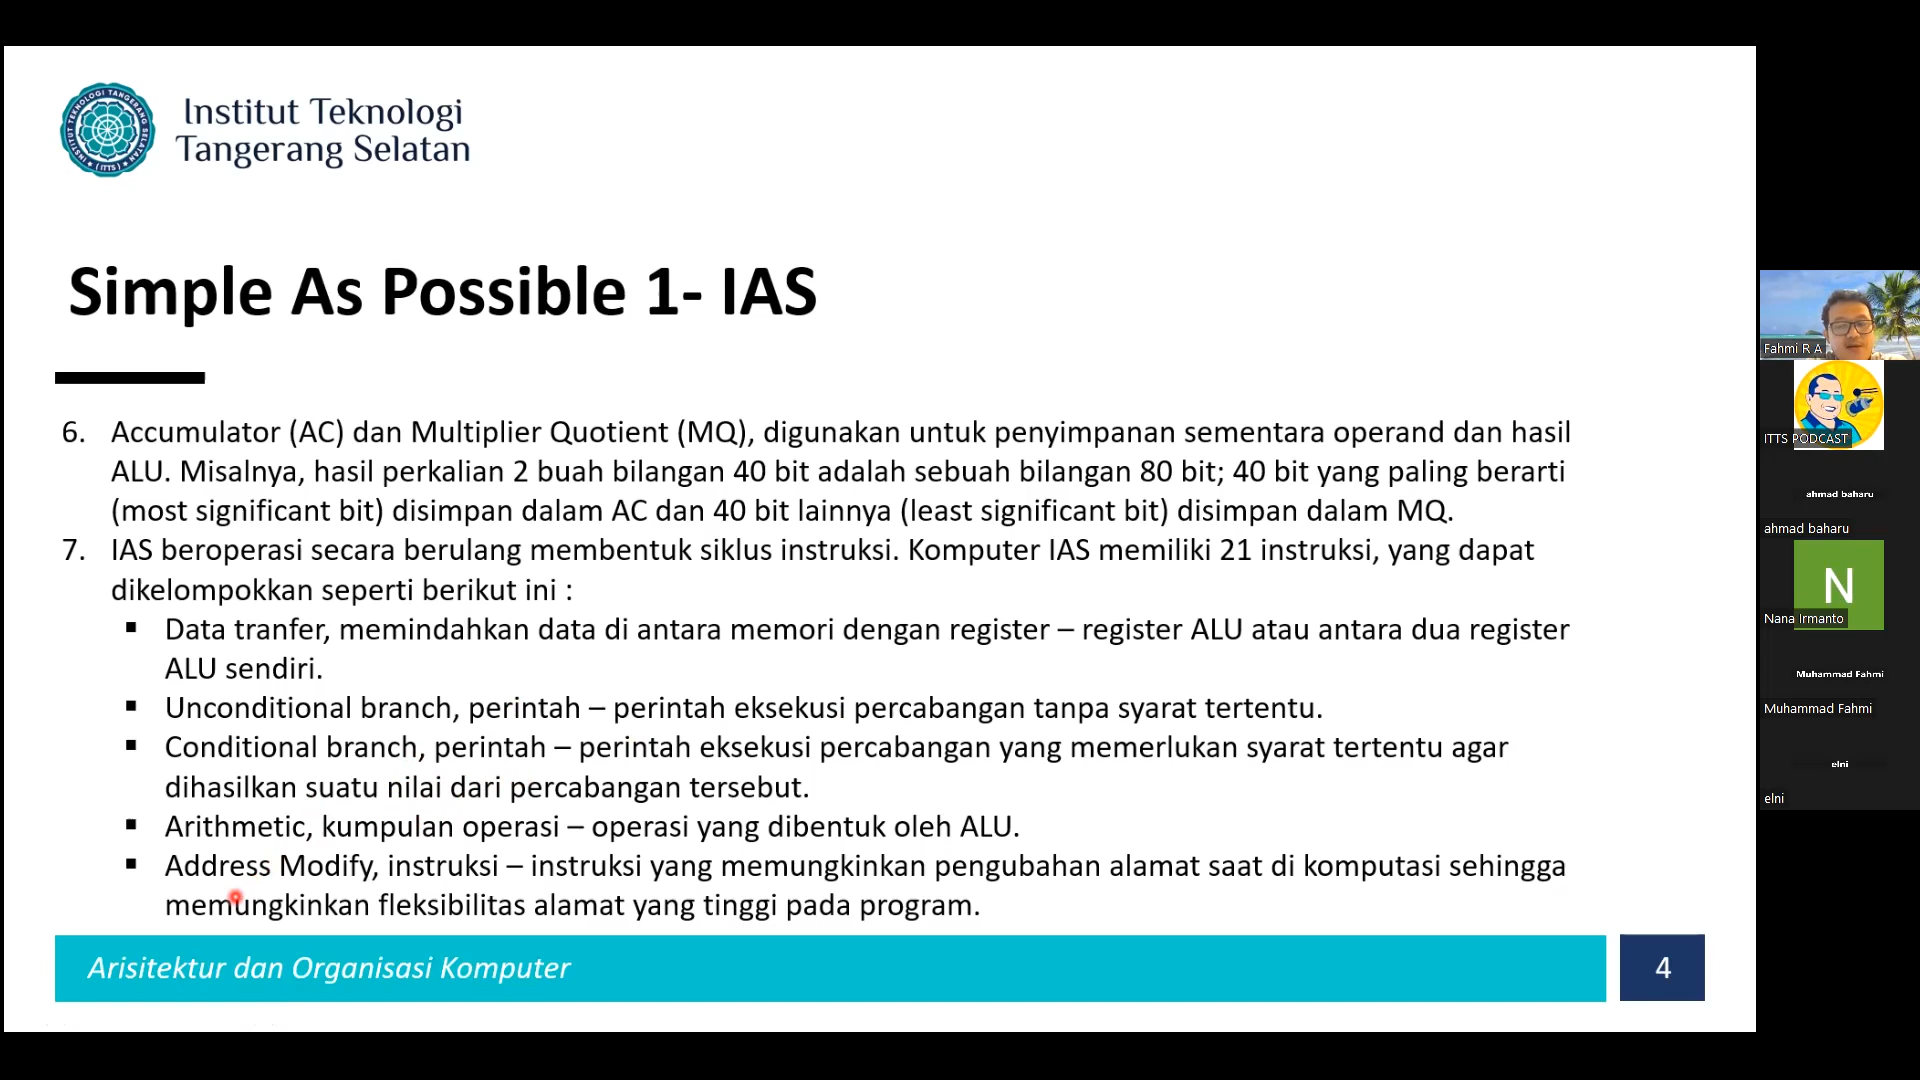 Institut Teknologi
Tangerang Selatan
INSTITUT TEKNOLOGI TANGERANG SELATAN
(ITTS)
Simple As Possible 1- IAS
6. Accumulator (AC) dan Multiplier Quotient (MQ), digunakan untuk penyimpanan sementara operand dan hasil
ALU. Misalnya, hasil perkalian 2 buah bilangan 40 bit adalah sebuah bilangan 80 bit; 40 bit yang paling berarti
(most significant bit) disimpan dalam AC dan 40 bit lainnya (least significant bit) disimpan dalam MQ.
7. IAS beroperasi secara berulang membentuk siklus instruksi. Komputer IAS memiliki 21 instruksi, yang dapat
dikelompokkan seperti berikut ini :
▪ Data tranfer, memindahkan data di antara memori dengan register – register ALU atau antara dua register
ALU sendiri.
▪ Unconditional branch, perintah – perintah eksekusi percabangan tanpa syarat tertentu.
▪ Conditional branch, perintah – perintah eksekusi percabangan yang memerlukan syarat tertentu agar
dihasilkan suatu nilai dari percabangan tersebut.
▪ Arithmetic, kumpulan operasi – operasi yang dibentuk oleh ALU.
▪ Address Modify, instruksi – instruksi yang memungkinkan pengubahan alamat saat di komputasi sehingga
memungkinkan fleksibilitas alamat yang tinggi pada program.
Arisitektur dan Organisasi Komputer
4
Fahmi R A
ITTS PODCAST
ahmad baharu
ahmad baharu
N
Nana Irmanto
Muhammad Fahmi
Muhammad Fahmi
elni
elni